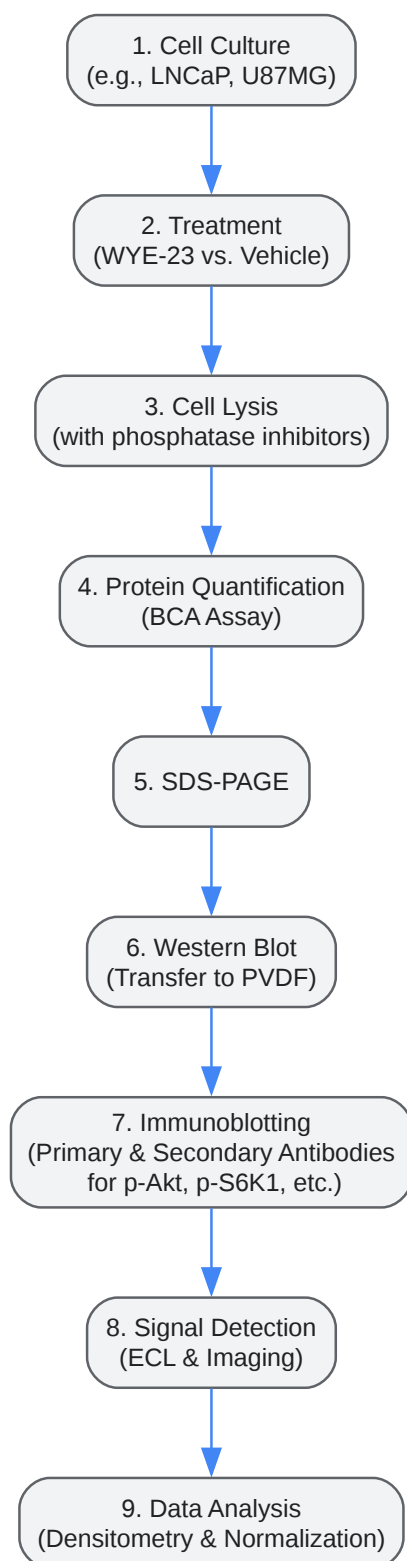 1. Cell Culture
(e.g., LNCaP, U87MG)
2. Treatment
(WYE-23 vs. Vehicle)
3. Cell Lysis
(with phosphatase inhibitors)
4. Protein Quantification
(BCA Assay)
5. SDS-PAGE
6. Western Blot
(Transfer to PVDF)
7. Immunoblotting
(Primary & Secondary Antibodies
for p-Akt, p-S6K1, etc.)
8. Signal Detection
(ECL & Imaging)
9. Data Analysis
(Densitometry & Normalization)